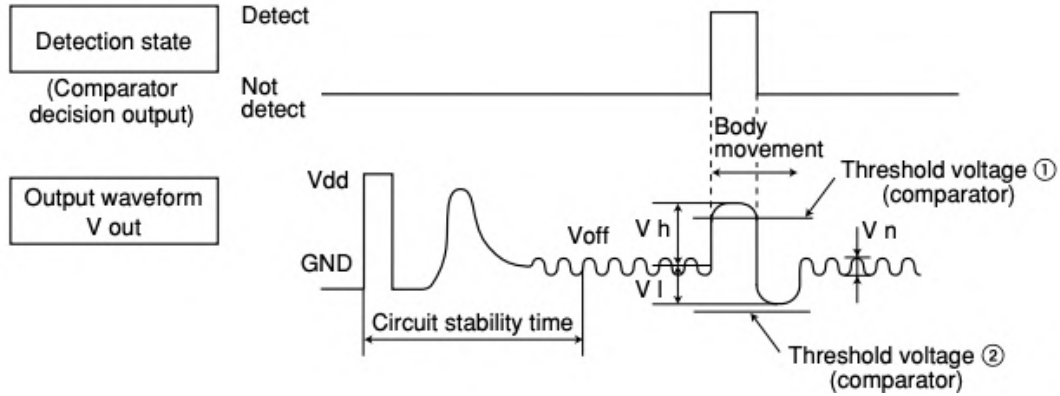 Detection state
(Comparator
decision output)
Detect
Not
detect
Body
movement
Threshold voltage ①
(comparator)
Output waveform
V out
Vdd
GND
Voff
V h
V l
V n
Circuit stability time
Threshold voltage ②
(comparator)